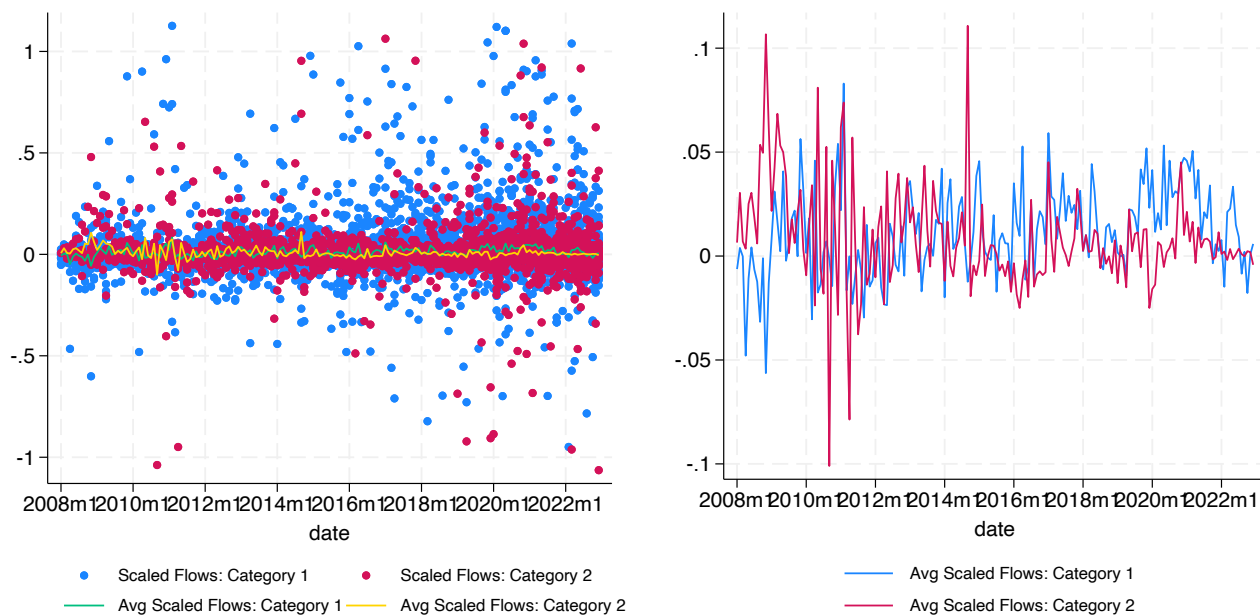 1
.5
0
-.5
-1
2008m1 2010m1 2012m1 2014m1 2016m1 2018m1 2020m1 2022m1
date
Scaled Flows: Category 1
Scaled Flows: Category 2
Avg Scaled Flows: Category 1
Avg Scaled Flows: Category 2
.1
.05
0
-.05
-.1
2008m1 2010m1 2012m1 2014m1 2016m1 2018m1 2020m1 2022m1
date
Avg Scaled Flows: Category 1
Avg Scaled Flows: Category 2